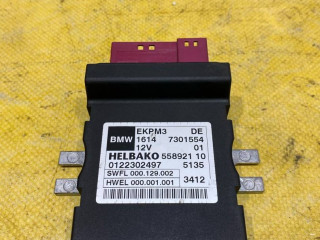 BMW EKPM3 DE
1614 7301554
12V 01
HELBAKO 558921 10
0122302497 5135
SWFL 000.129.002
HWEL 000.001.001 3412